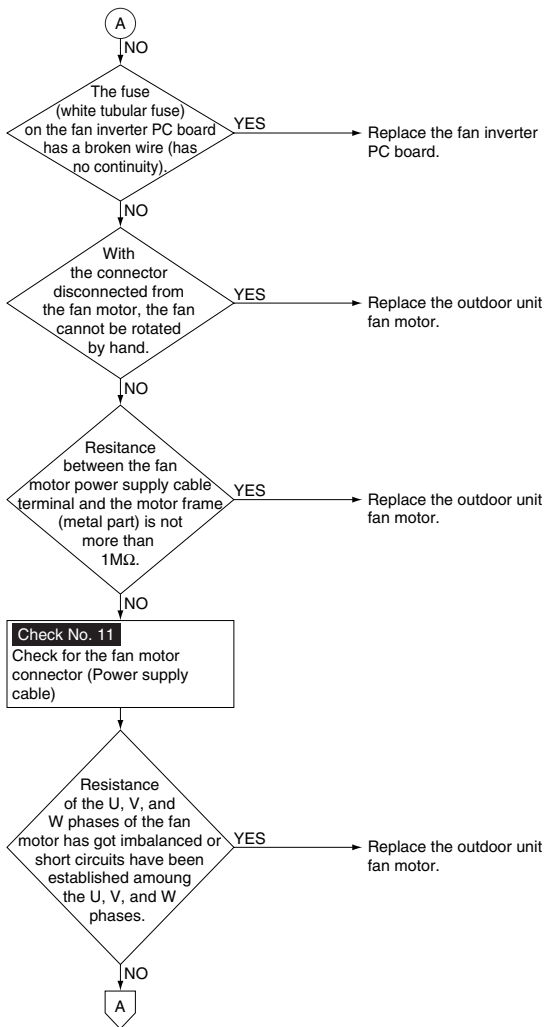 A
NO
The fuse
(white tubular fuse)
on the fan inverter PC board
has a broken wire (has
no continuity).
YES
Replace the fan inverter
PC board.
NO
With
the connector
disconnected from
the fan motor, the fan
cannot be rotated
by hand.
YES
Replace the outdoor unit
fan motor.
NO
Resitance
between the fan
motor power supply cable
terminal and the motor frame
(metal part) is not
more than
1MΩ.
YES
Replace the outdoor unit
fan motor.
NO
Check No. 11
Check for the fan motor
connector (Power supply
cable)
Resistance
of the U, V, and
W phases of the fan
motor has got imbalanced or
short circuits have been
established amoung
the U, V, and W
phases.
YES
Replace the outdoor unit
fan motor.
NO
A